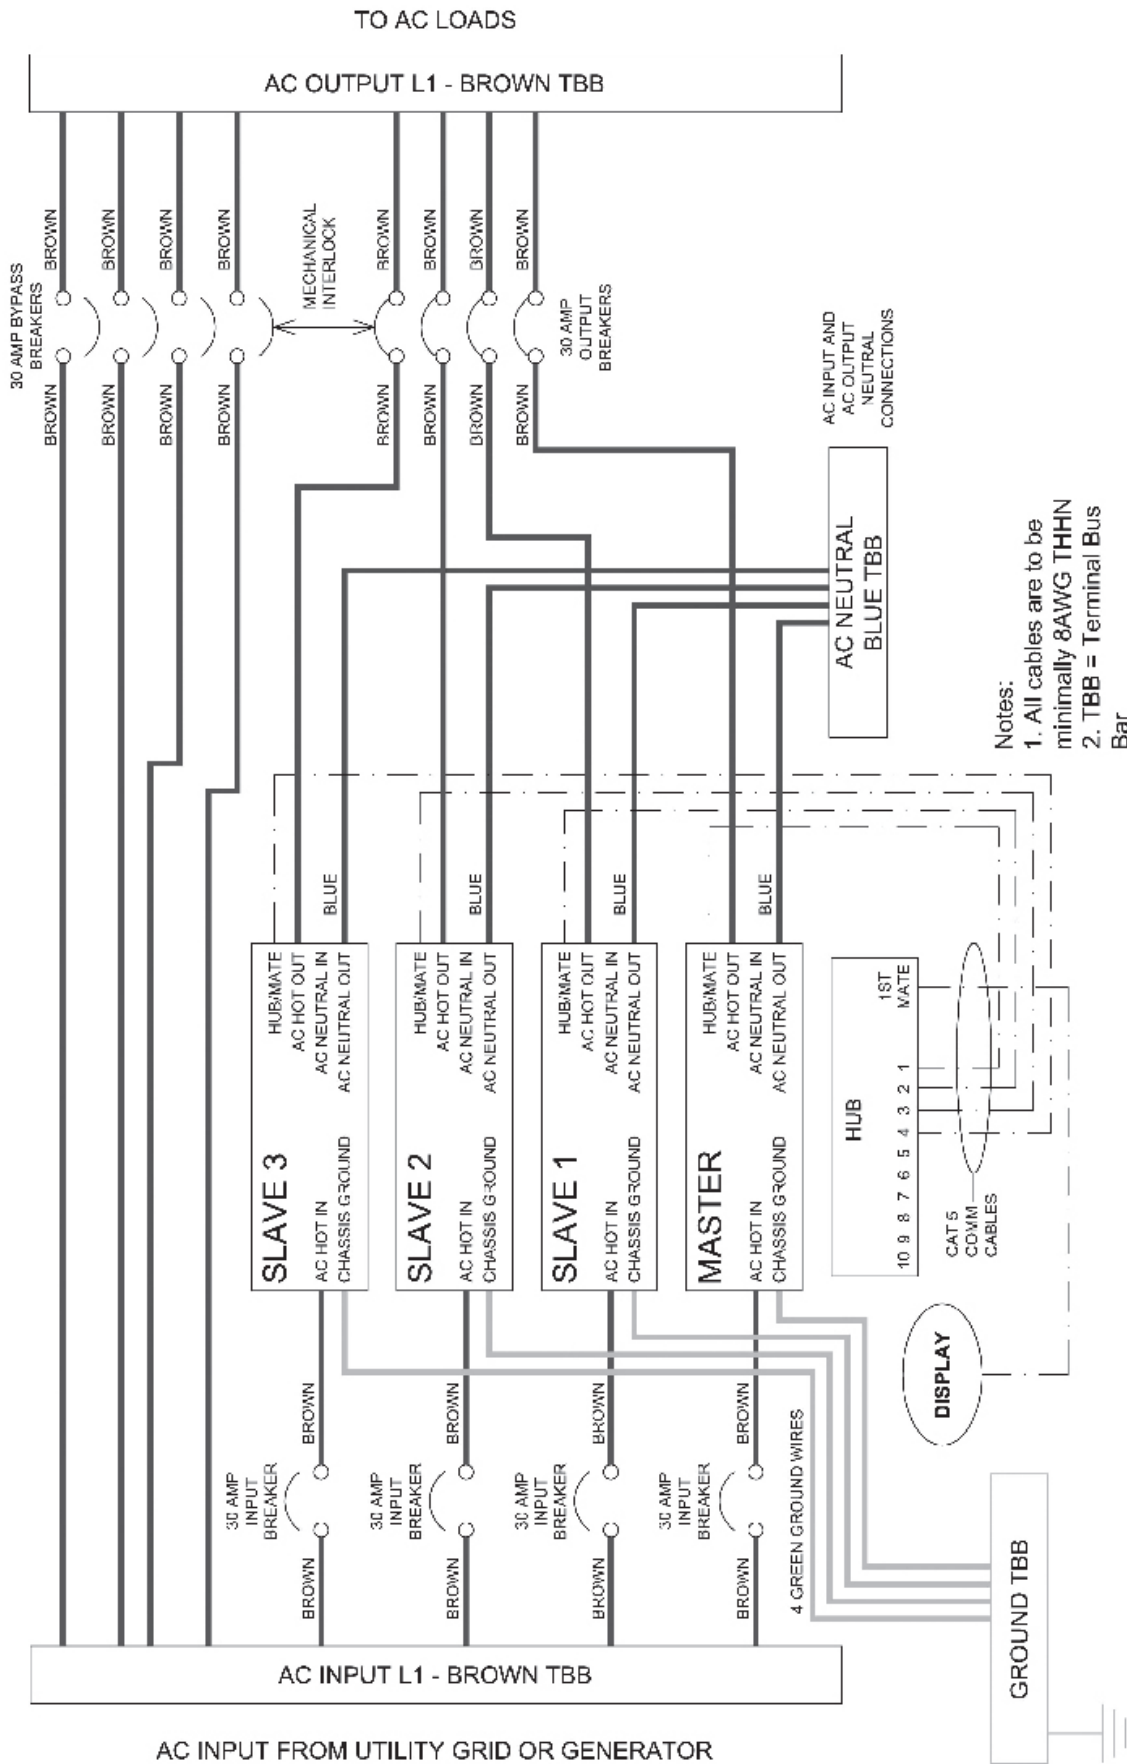 TO AC LOADS
AC OUTPUT L1 - BROWN TBB
30 AMP BYPASS
BREAKERS
BROWN
BROWN
BROWN
BROWN
MECHANICAL
INTERLOCK
BROWN
BROWN
BROWN
BROWN
30 AMP
OUTPUT
BREAKERS
BROWN
BROWN
BROWN
BROWN
BROWN
BROWN
BROWN
BROWN
AC INPUT AND
AC OUTPUT
NEUTRAL
CONNECTIONS
AC NEUTRAL
BLUE TBB
Notes:
1. All cables are to be
minimally 8AWG THHN
2. TBB = Terminal Bus
Bar
BLUE
BLUE
BLUE
BLUE
SLAVE 3
HUB/MATE
AC HOT OUT
AC NEUTRAL IN
AC NEUTRAL OUT
AC HOT IN
CHASSIS GROUND
SLAVE 2
HUB/MATE
AC HOT OUT
AC NEUTRAL IN
AC NEUTRAL OUT
AC HOT IN
CHASSIS GROUND
SLAVE 1
HUB/MATE
AC HOT OUT
AC NEUTRAL IN
AC NEUTRAL OUT
AC HOT IN
CHASSIS GROUND
MASTER
HUB/MATE
AC HOT OUT
AC NEUTRAL IN
AC NEUTRAL OUT
AC HOT IN
CHASSIS GROUND
HUB
10 9 8 7 6 5 4 3 2 1
1ST
MATE
CAT 5
COMM
CABLES
DISPLAY
BROWN
BROWN
BROWN
BROWN
30 AMP
INPUT
BREAKER
30 AMP
INPUT
BREAKER
30 AMP
INPUT
BREAKER
30 AMP
INPUT
BREAKER
BROWN
BROWN
BROWN
BROWN
4 GREEN GROUND WIRES
GROUND TBB
AC INPUT L1 - BROWN TBB
AC INPUT FROM UTILITY GRID OR GENERATOR